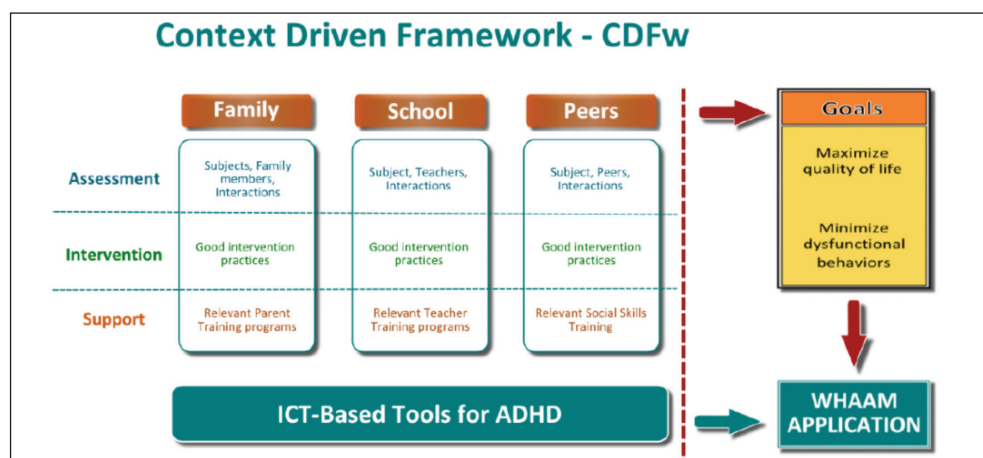 Context Driven Framework - CDFw
Family
School
Peers
Goals
Assessment
Subjects, Family
members,
Interactions
Subject, Teachers,
Interactions
Subject, Peers,
Interactions
Maximize
quality of life
Minimize
dysfunctional
behaviors
Intervention
Good intervention
practices
Good intervention
practices
Good intervention
practices
Support
Relevant Parent
Training programs
Relevant Teacher
Training programs
Relevant Social Skills
Training
ICT-Based Tools for ADHD
WHAAM
APPLICATION